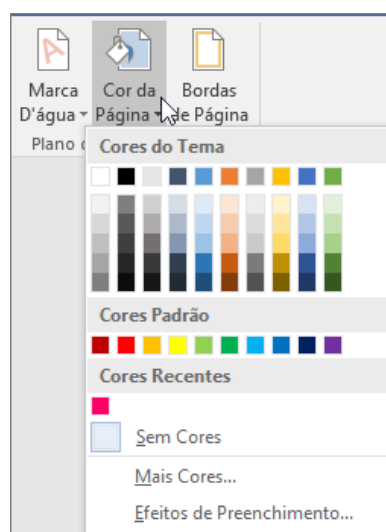 Marca Cor da Bordas
D'água Página de Página
Plano d
Cores do Tema
Cores Padrão
Cores Recentes
Sem Cores
Mais Cores...
Efeitos de Preenchimento...